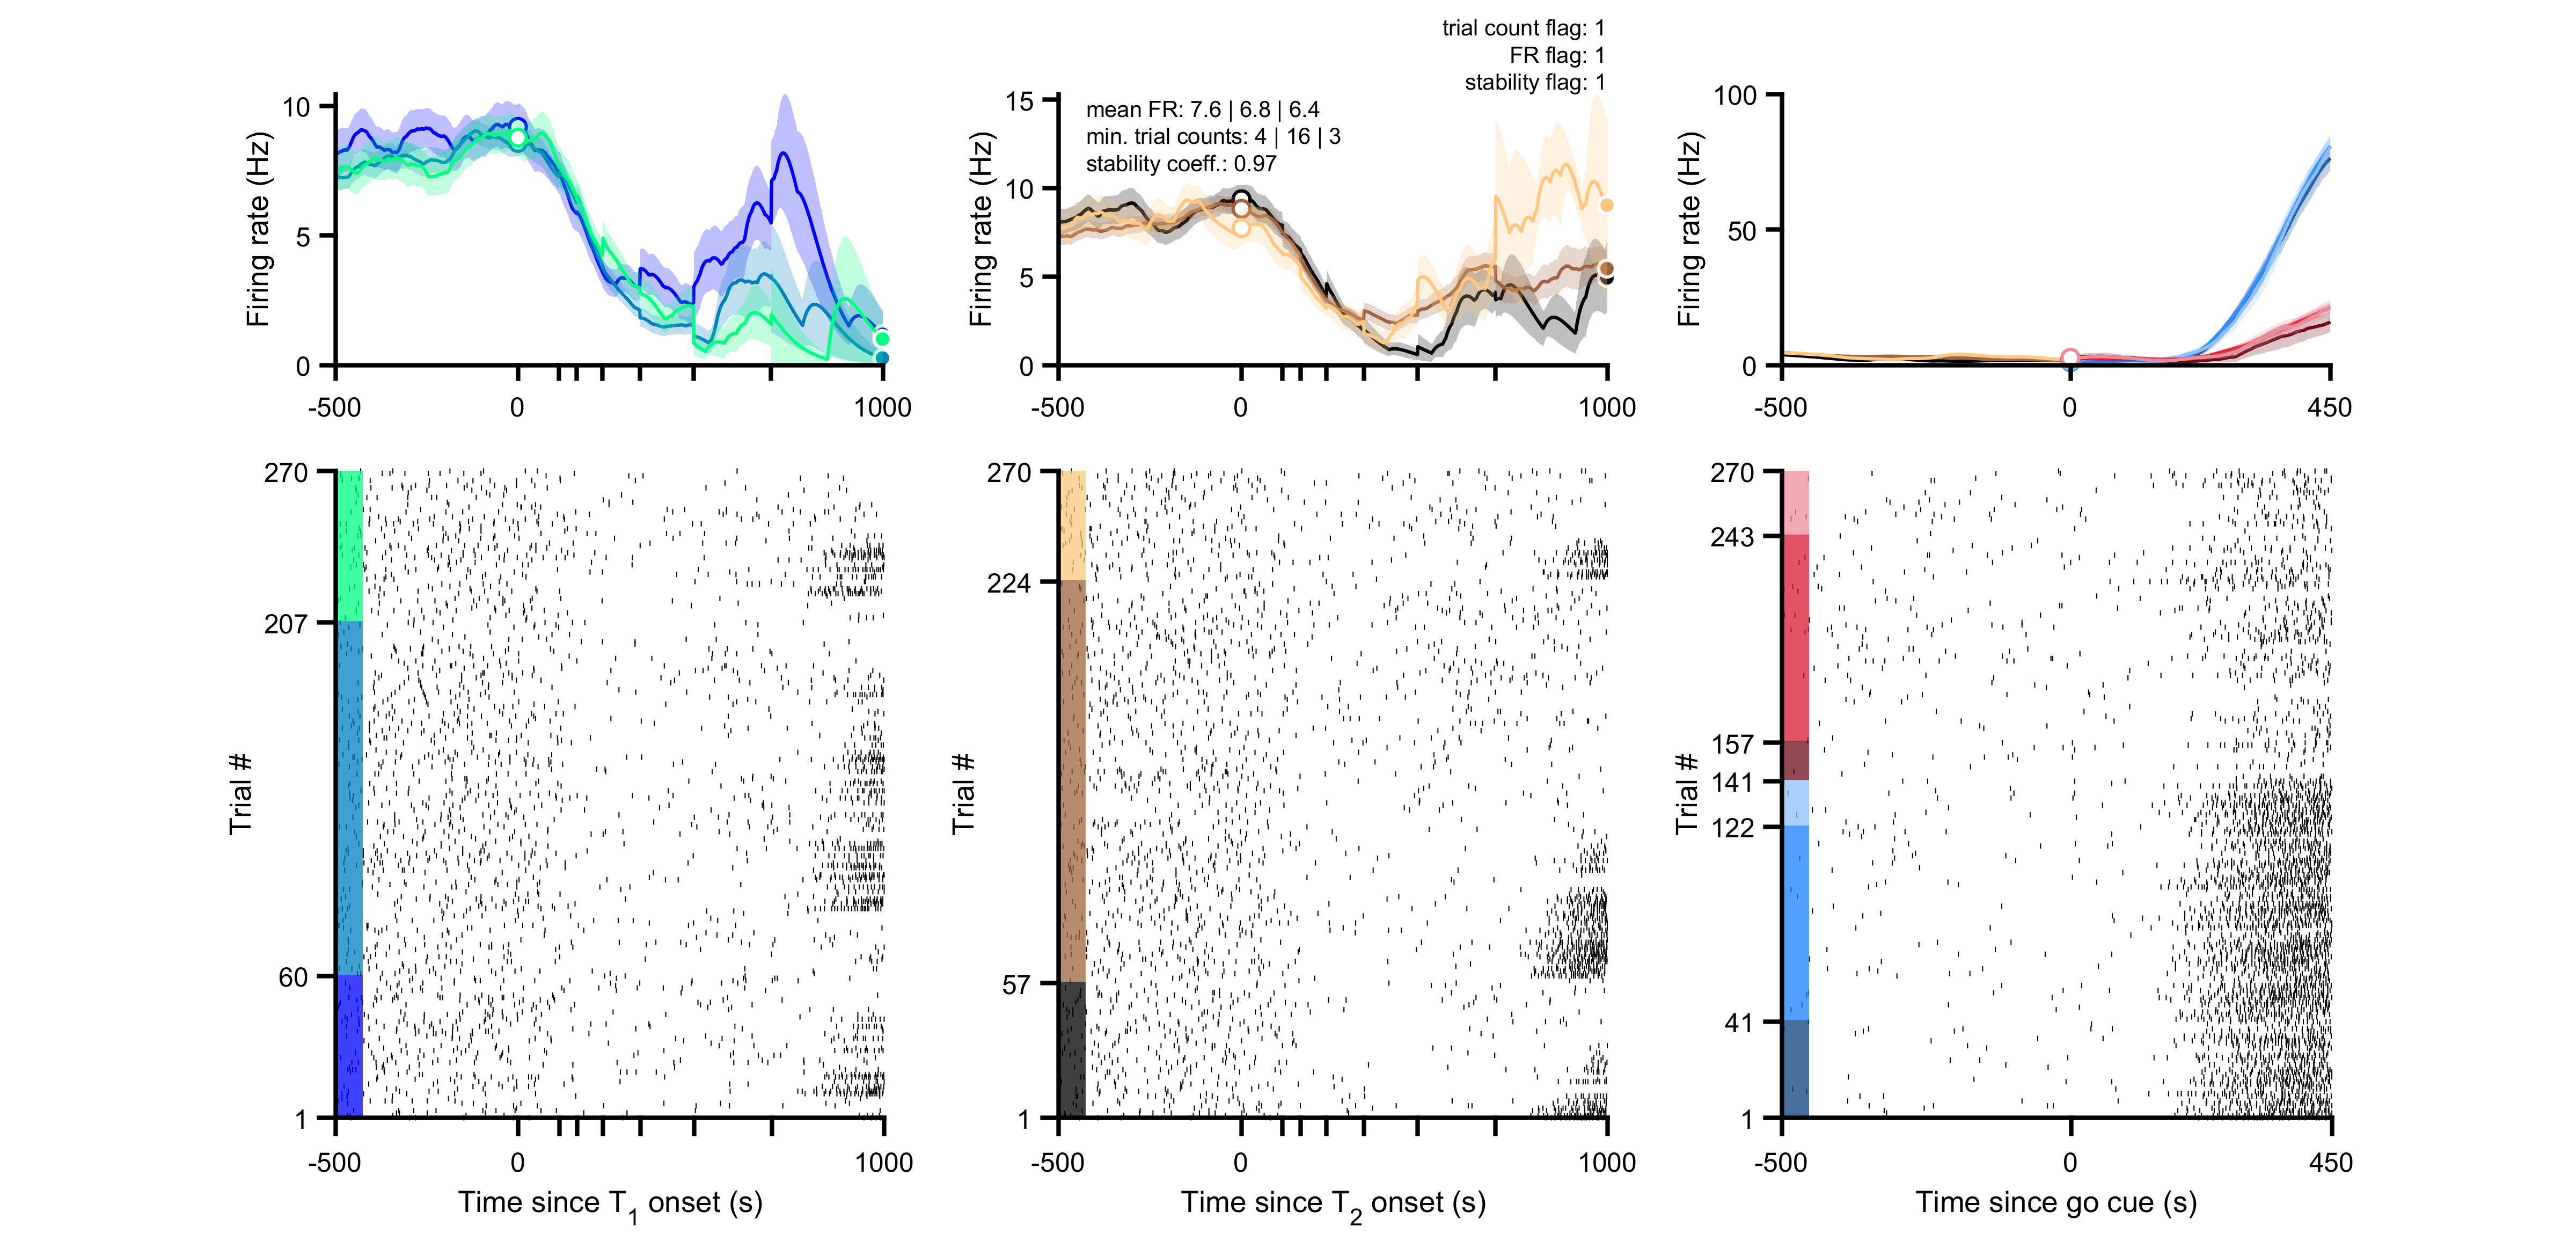 trial count flag: 1
FR flag: 1
stability flag: 1
mean FR: 7.6 | 6.8 | 6.4
min. trial counts: 4 | 16 | 3
stability coeff.: 0.97
Firing rate (Hz)
10
5
0
-500
0
1000
Firing rate (Hz)
15
10
5
0
-500
0
1000
Firing rate (Hz)
100
50
0
-500
0
450
Trial #
270
207
60
1
-500
0
1000
Time since T1 onset (s)
Trial #
270
224
57
1
-500
0
1000
Time since T2 onset (s)
Trial #
270
243
157
141
122
41
1
-500
0
450
Time since go cue (s)